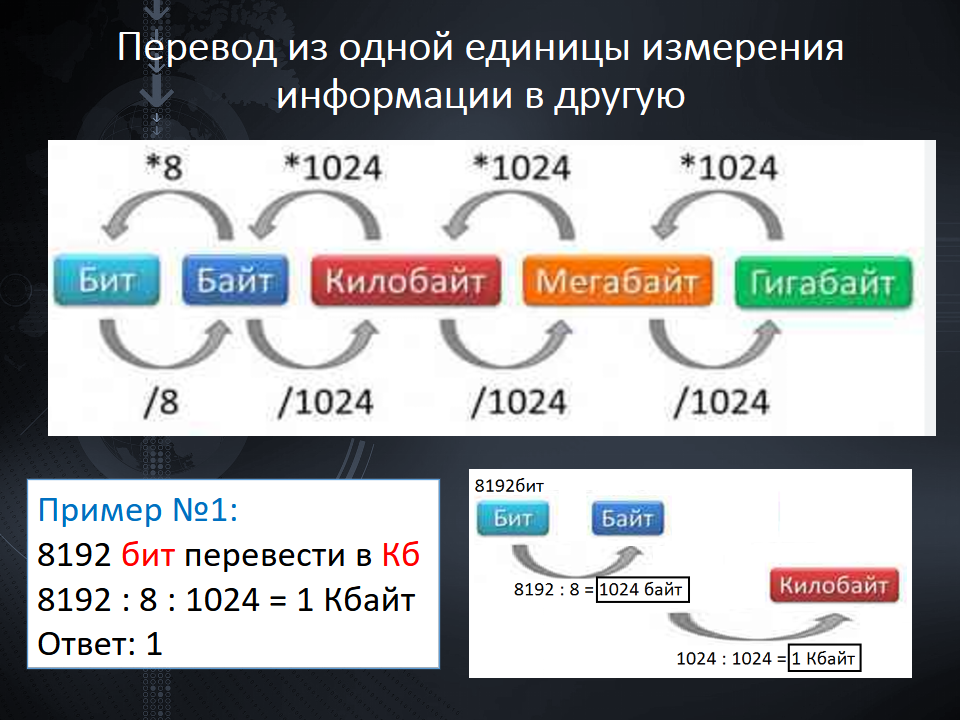 Перевод из одной единицы измерения
информации в другую
*8 *1024 *1024 *1024
Бит Байт Килобайт Мегабайт Гигабайт
/8 /1024 /1024 /1024
Пример №1:
8192 бит перевести в Кб
8192 : 8 : 1024 = 1 Кбайт
Ответ: 1
8192бит
Бит Байт
8192 : 8 = 1024 байт
Килобайт
1024 : 1024 = 1 Кбайт